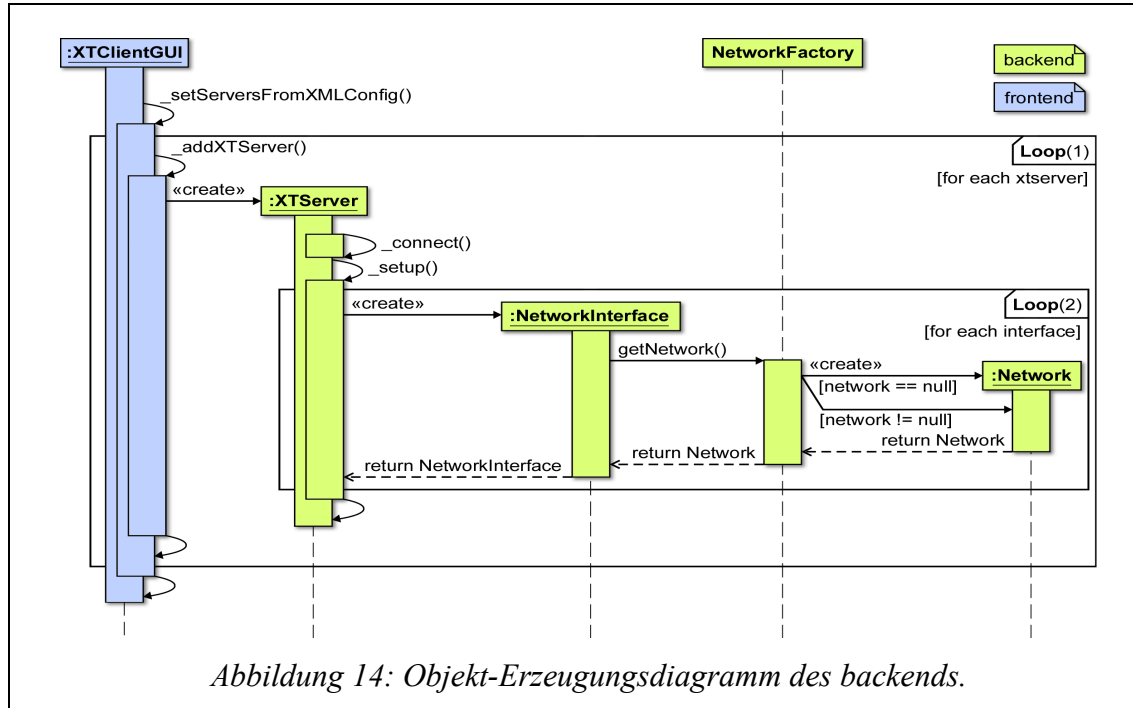 :XTClientGUI
NetworkFactory
backend
frontend
_setServersFromXMLConfig()
_addXTServer()
Loop(1)
[for each xtserver]
«create»
:XTServer
_connect()
_setup()
«create»
:NetworkInterface
Loop(2)
[for each interface]
getNetwork()
«create»
[network == null]
:Network
[network != null]
return Network
return Network
return NetworkInterface
Abbildung 14: Objekt-Erzeugungsdiagramm des backends.